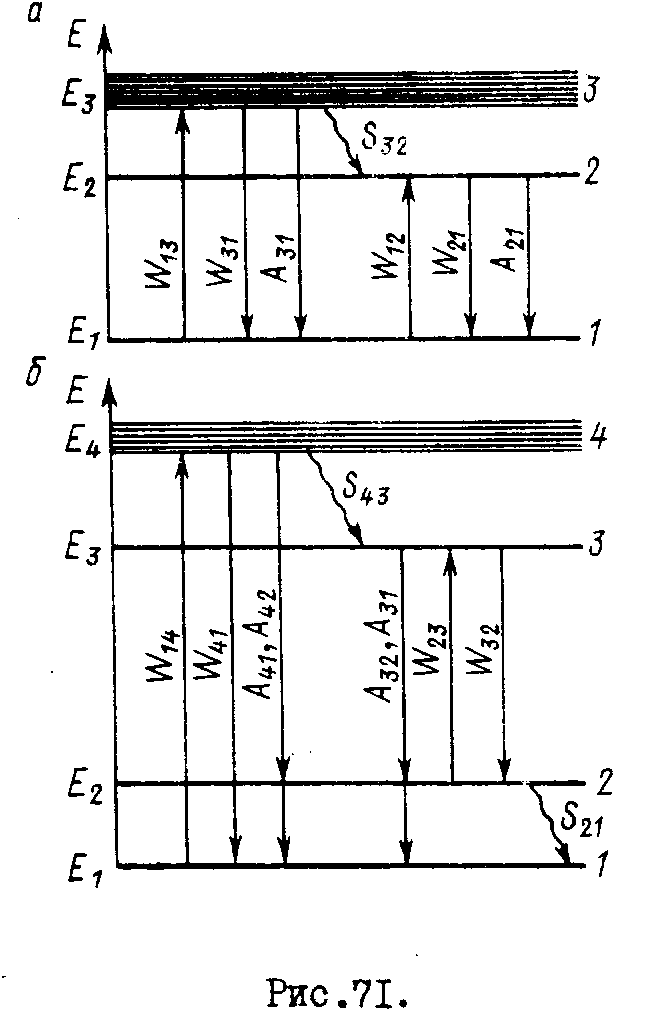 а
E
E3 3
S32
E2 2
W13 W31 A31 W12 W21 A21
E1 1
б
E
E4 4
S43
E3 3
W14 W41 A41, A42 A32, A31 W23 W32
E2 2
S21
E1 1
Рис.7I.